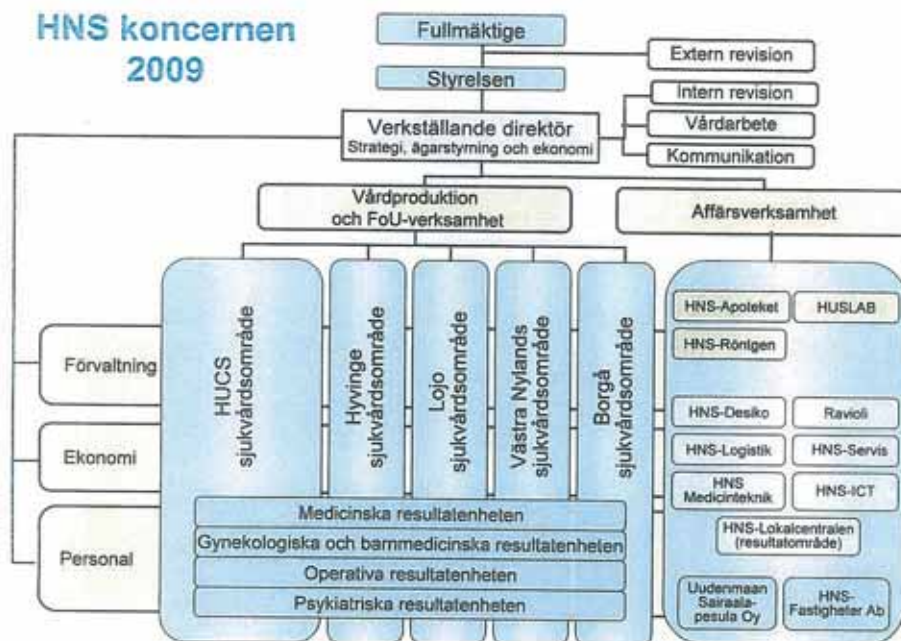 HNS koncernen
2009
Fullmäktige
Extern revision
Styrelsen
Intern revision
Verkställande direktör
Strategi, ägarstyrning och ekonomi
Vårdarbete
Kommunikation
Vårdproduktion
och FoU-verksamhet
Affärsverksamhet
Förvaltning
Ekonomi
Personal
HUCS
sjukvårdsområde
Hyvinge
sjukvårdsområde
Lojo
sjukvårdsområde
Västra Nylands
sjukvårdsområde
Borgå
sjukvårdsområde
Medicinska resultatenheten
Gynekologiska och barnmedicinska resultatenheten
Operativa resultatenheten
Psykiatriska resultatenheten
HNS-Apoteket
HUSLAB
HNS-Röntgen
HNS-Desiko
Ravioli
HNS-Logistik
HNS-Servis
HNS
Medicinteknik
HNS-ICT
HNS-Lokalcentralen
(resultatområde)
Uudenmaan
Sairaala-
pesula Oy
HNS-
Fastigheter Ab